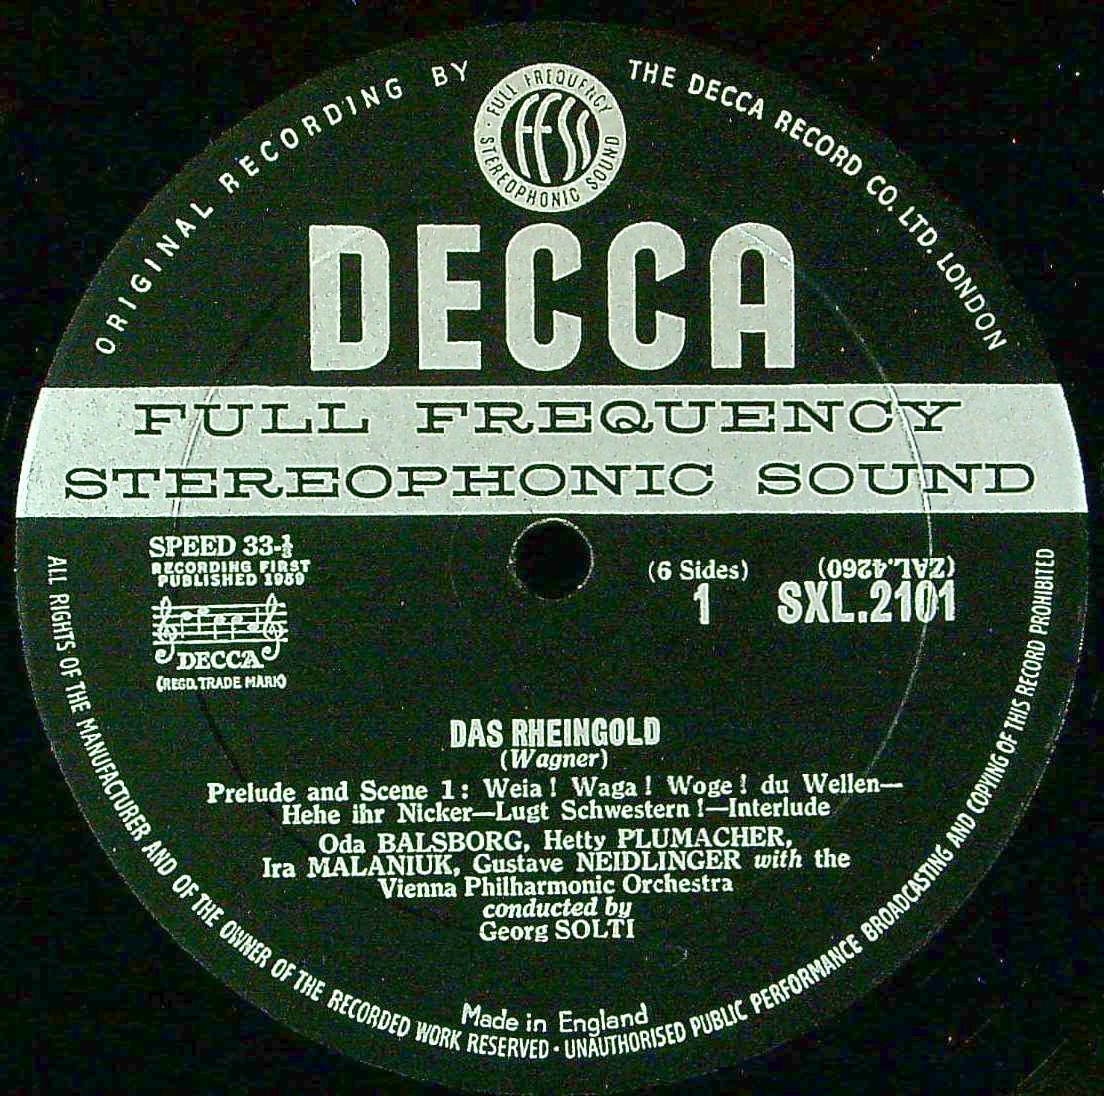 ORIGINAL RECORDING BY THE DECCA RECORD CO. LTD. LONDON
FULL FREQUENCY
STEREOPHONIC SOUND
FFSS
DECCA
FULL FREQUENCY
STEREOPHONIC SOUND
SPEED 33-⅓
RECORDING FIRST
PUBLISHED 1959
DECCA
(REGD. TRADE MARK)
(6 Sides)
1
(ZAL.4260)
SXL.2101
DAS RHEINGOLD
(Wagner)
Prelude and Scene 1: Weia! Waga! Woge! du Wellen—
Hehe ihr Nicker—Lugt Schwestern!—Interlude
Oda BALSBORG, Hetty PLUMACHER,
Ira MALANIUK, Gustave NEIDLINGER with the
Vienna Philharmonic Orchestra
conducted by
Georg SOLTI
Made in England
ALL RIGHTS OF THE MANUFACTURER AND OF THE OWNER OF THE RECORDED WORK RESERVED · UNAUTHORISED PUBLIC PERFORMANCE BROADCASTING AND COPYING OF THIS RECORD PROHIBITED